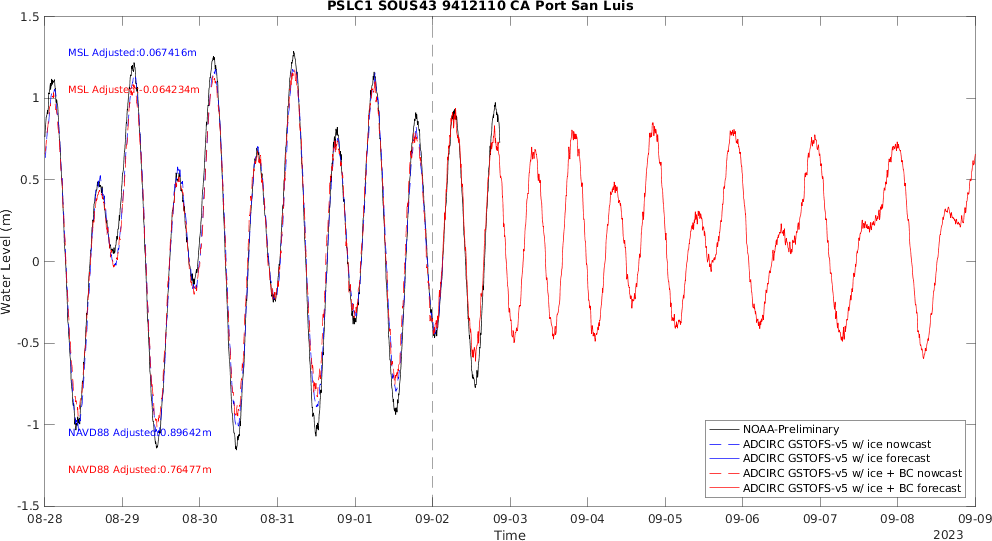 PSLC1 SOUS43 9412110 CA Port San Luis
1.5
1
0.5
0
-0.5
-1
-1.5
Water Level (m)
MSL Adjusted:0.067416m
MSL Adjusted:-0.064234m
NAVD88 Adjusted:0.89642m
NAVD88 Adjusted:0.76477m
NOAA-Preliminary
ADCIRC GSTOFS-v5 w/ ice nowcast
ADCIRC GSTOFS-v5 w/ ice forecast
ADCIRC GSTOFS-v5 w/ ice + BC nowcast
ADCIRC GSTOFS-v5 w/ ice + BC forecast
08-28 08-29 08-30 08-31 09-01 09-02 09-03 09-04 09-05 09-06 09-07 09-08 09-09
Time
2023